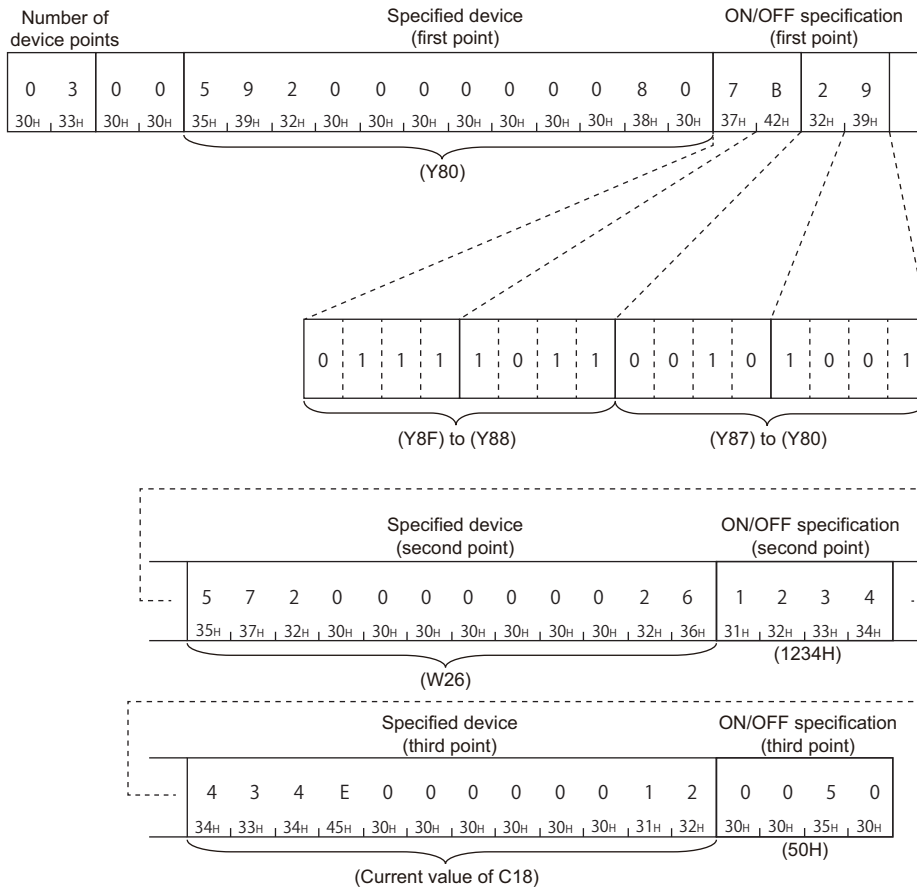 Number of device points
Specified device (first point)
ON/OFF specification (first point)
0 3 0 0 5 9 2 0 0 0 0 0 0 0 8 0 7 B 2 9
30H 33H 30H 30H 35H 39H 32H 30H 30H 30H 30H 30H 30H 30H 38H 30H 37H 42H 32H 39H
(Y80)
0 1 1 1 1 0 1 1 0 0 1 0 1 0 0 1
(Y8F) to (Y88) (Y87) to (Y80)
Specified device (second point)
ON/OFF specification (second point)
5 7 2 0 0 0 0 0 0 0 2 6 1 2 3 4
35H 37H 32H 30H 30H 30H 30H 30H 30H 30H 32H 36H 31H 32H 33H 34H
(W26) (1234H)
Specified device (third point)
ON/OFF specification (third point)
4 3 4 E 0 0 0 0 0 0 1 2 0 0 5 0
34H 33H 34H 45H 30H 30H 30H 30H 30H 30H 31H 32H 30H 30H 35H 30H
(Current value of C18) (50H)